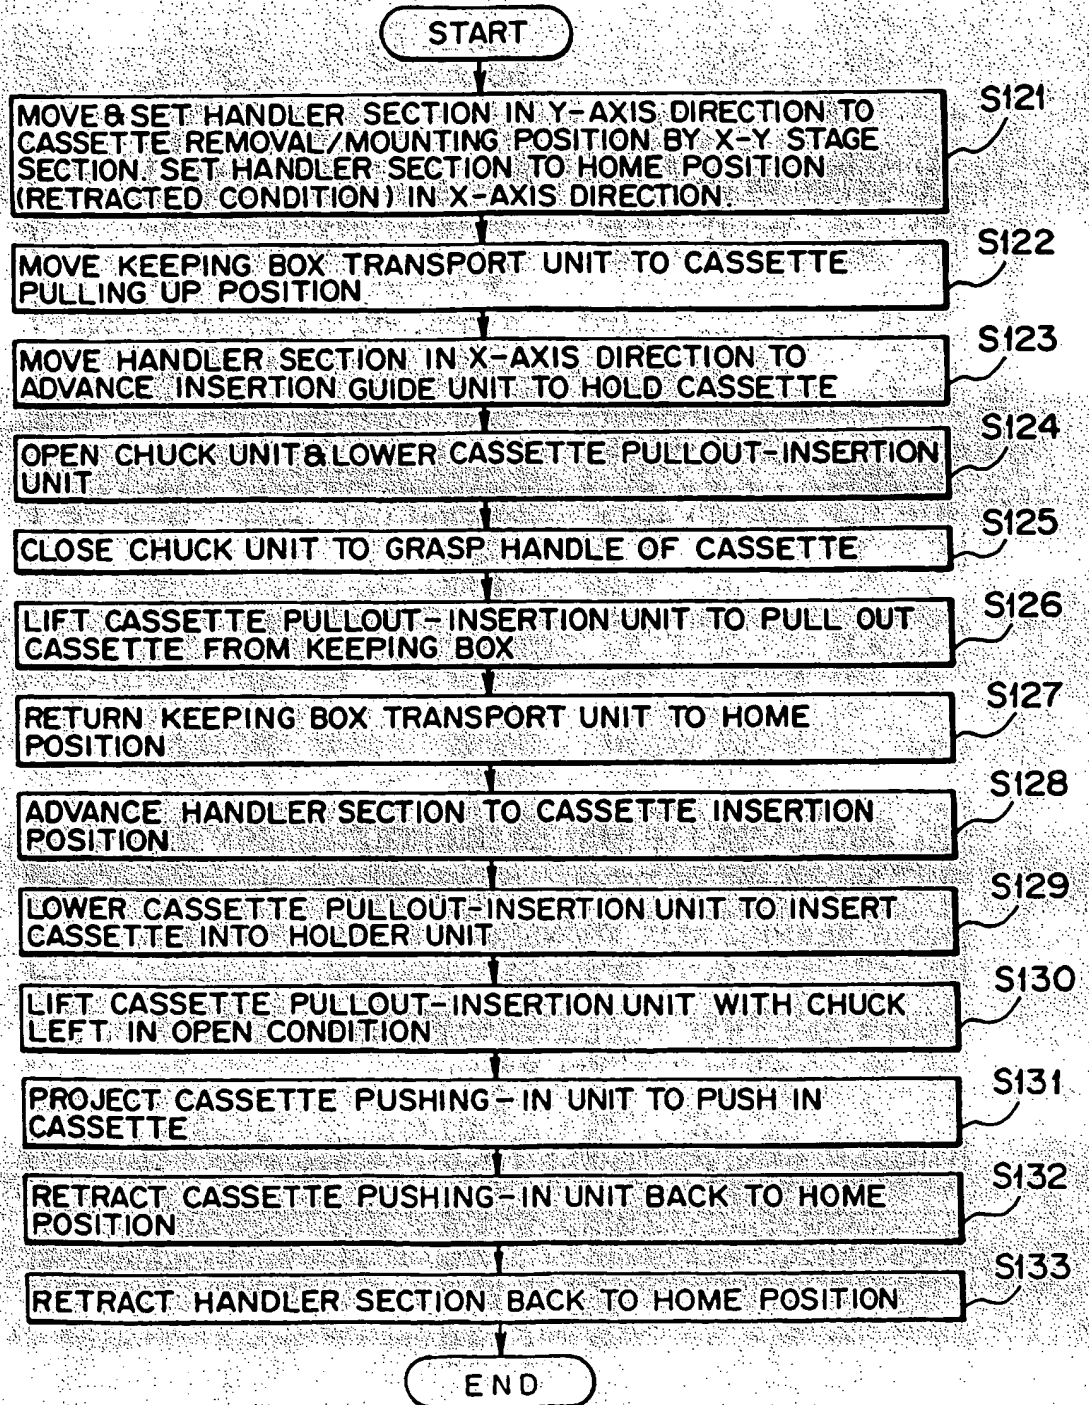 START
S121
MOVE & SET HANDLER SECTION IN Y-AXIS DIRECTION TO
CASSETTE REMOVAL/MOUNTING POSITION BY X-Y STAGE
SECTION. SET HANDLER SECTION TO HOME POSITION
(RETRACTED CONDITION) IN X-AXIS DIRECTION.
S122
MOVE KEEPING BOX TRANSPORT UNIT TO CASSETTE
PULLING UP POSITION
S123
MOVE HANDLER SECTION IN X-AXIS DIRECTION TO
ADVANCE INSERTION GUIDE UNIT TO HOLD CASSETTE
S124
OPEN CHUCK UNIT & LOWER CASSETTE PULLOUT-INSERTION
UNIT
S125
CLOSE CHUCK UNIT TO GRASP HANDLE OF CASSETTE
S126
LIFT CASSETTE PULLOUT-INSERTION UNIT TO PULL OUT
CASSETTE FROM KEEPING BOX
S127
RETURN KEEPING BOX TRANSPORT UNIT TO HOME
POSITION
S128
ADVANCE HANDLER SECTION TO CASSETTE INSERTION
POSITION
S129
LOWER CASSETTE PULLOUT-INSERTION UNIT TO INSERT
CASSETTE INTO HOLDER UNIT
S130
LIFT CASSETTE PULLOUT-INSERTION UNIT WITH CHUCK
LEFT IN OPEN CONDITION
S131
PROJECT CASSETTE PUSHING-IN UNIT TO PUSH IN
CASSETTE
S132
RETRACT CASSETTE PUSHING-IN UNIT BACK TO HOME
POSITION
S133
RETRACT HANDLER SECTION BACK TO HOME POSITION
END